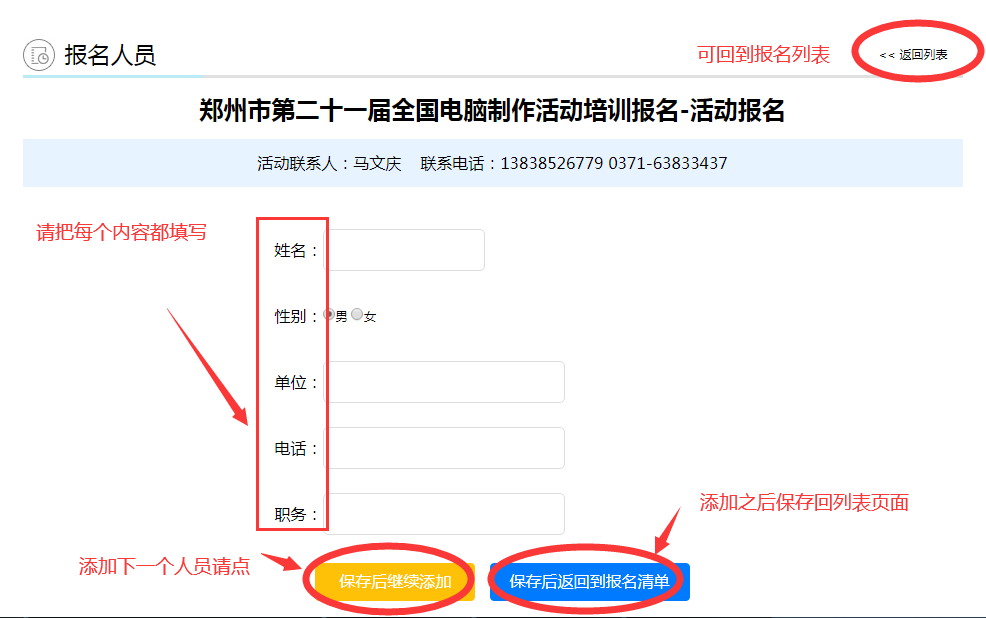 报名人员
可回到报名列表
<< 返回列表
郑州市第二十一届全国电脑制作活动培训报名-活动报名
活动联系人：马文庆 联系电话：13838526779 0371-63833437
请把每个内容都填写
姓名：
性别：男 女
单位：
电话：
职务：
添加之后保存回列表页面
添加下一个人员请点
保存后继续添加
保存后返回到报名清单